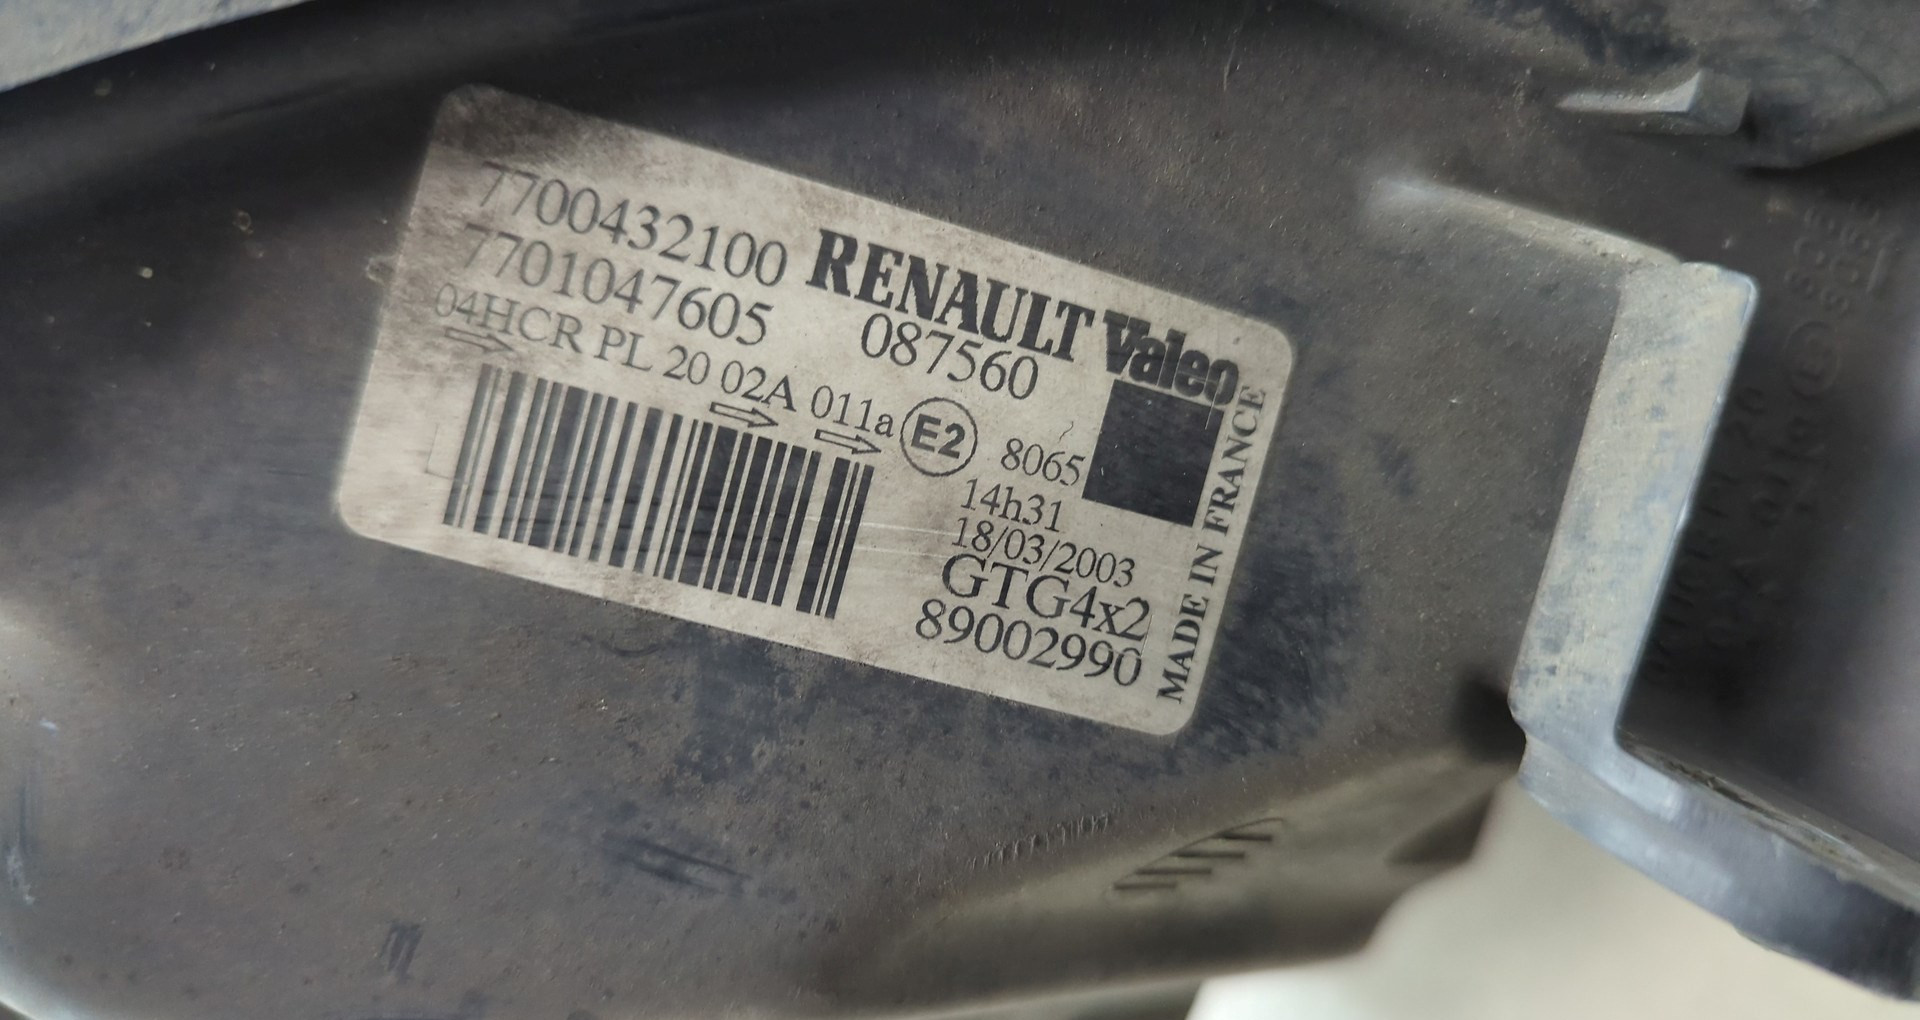 7700432100 RENAULT Valeo
7701047605 087560
04HCR PL 20 02A 011a E2 8065
14h31
18/03/2003
GTG4x2
89002990
MADE IN FRANCE